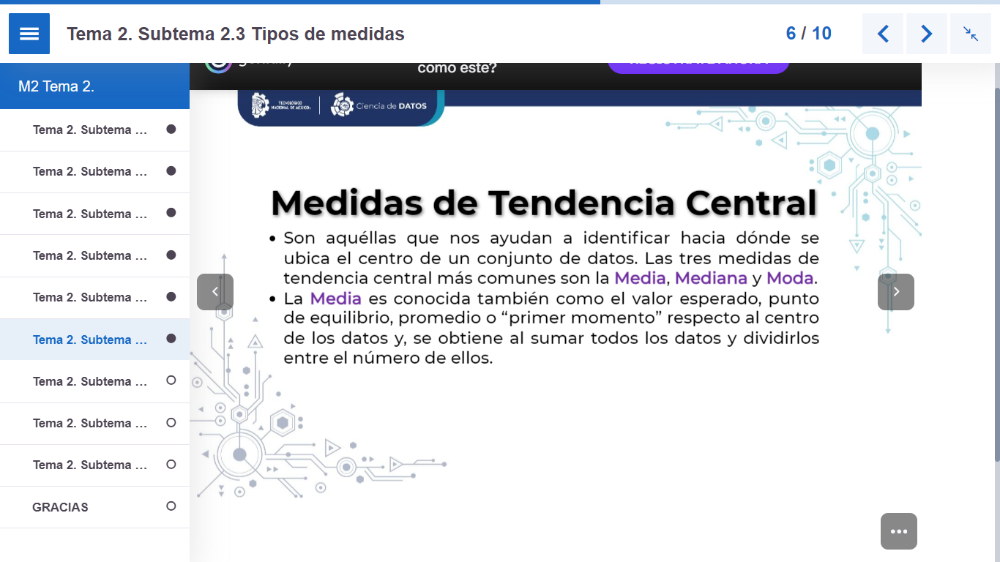 Tema 2. Subtema 2.3 Tipos de medidas
6 / 10
como este?
M2 Tema 2.
Tema 2. Subtema ...
Tema 2. Subtema ...
Tema 2. Subtema ...
Tema 2. Subtema ...
Tema 2. Subtema ...
Tema 2. Subtema ...
Tema 2. Subtema ...
Tema 2. Subtema ...
Tema 2. Subtema ...
GRACIAS
TECNOLÓGICO
NACIONAL DE MÉXICO
Ciencia de DATOS
Medidas de Tendencia Central
• Son aquéllas que nos ayudan a identificar hacia dónde se
ubica el centro de un conjunto de datos. Las tres medidas de
tendencia central más comunes son la Media, Mediana y Moda.
• La Media es conocida también como el valor esperado, punto
de equilibrio, promedio o “primer momento” respecto al centro
de los datos y, se obtiene al sumar todos los datos y dividirlos
entre el número de ellos.